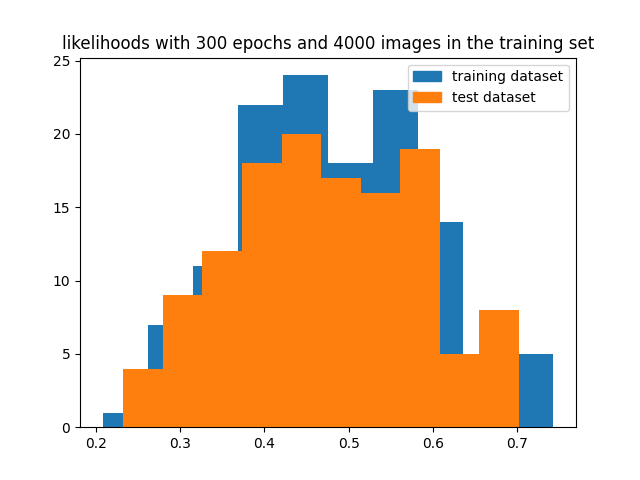 likelihoods with 300 epochs and 4000 images in the training set
training dataset
test dataset
25
20
15
10
5
0
0.2 0.3 0.4 0.5 0.6 0.7